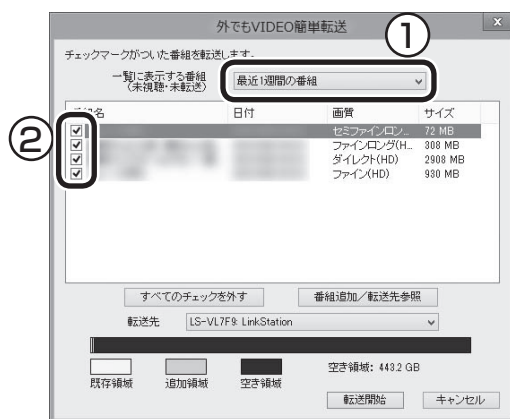 外でもVIDEO簡単転送
x
①
チェックマークがついた番組を転送します。
一覧に表示する番組
(未視聴・未転送)
最近1週間の番組
日付 画質 サイズ
②
セミファインロン... 72 MB
ファインロング(H... 308 MB
ダイレクト(HD) 2908 MB
ファイン(HD) 930 MB
すべてのチェックを外す 番組追加/転送先参照
転送先 LS-VL7F9: LinkStation
既存領域 追加領域 空き領域 空き領域: 443.2 GB
転送開始 キャンセル